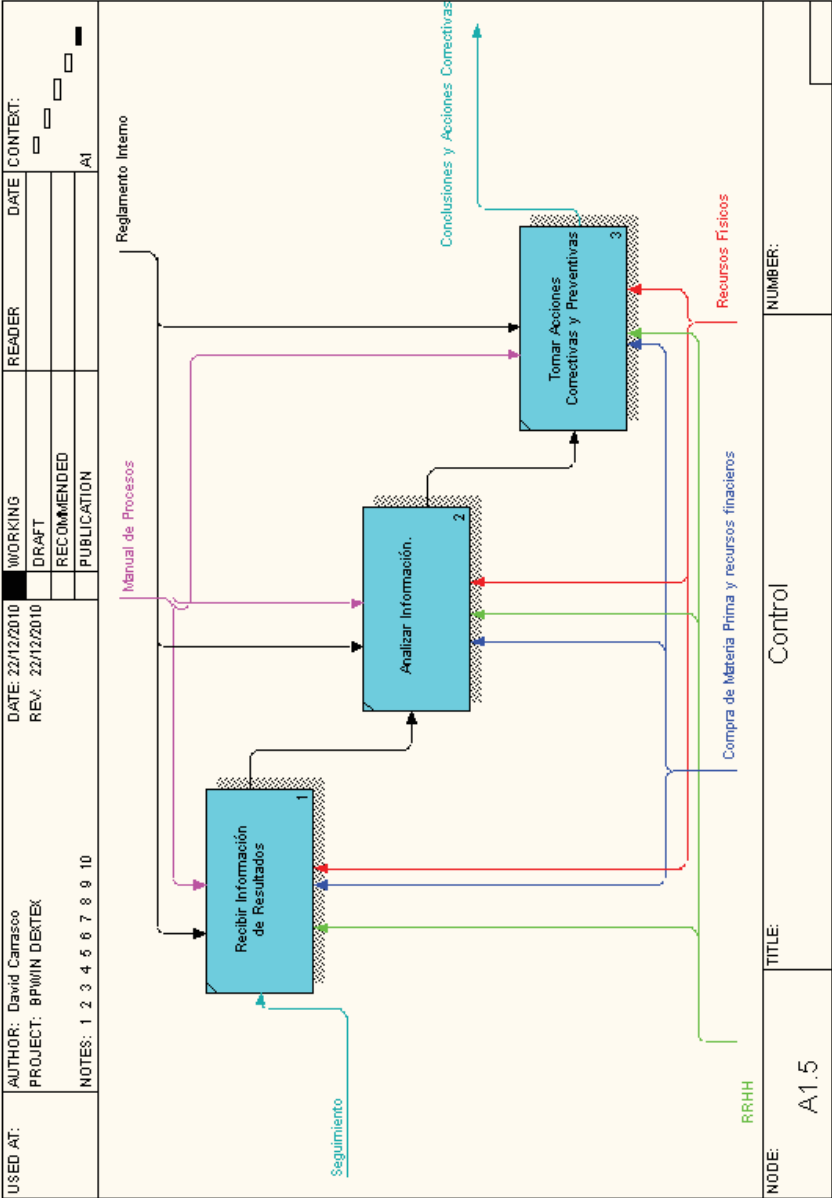 USED AT:
AUTHOR: David Carrasco
PROJECT: BPWIN DEXTEX
DATE: 22/12/2010
REV: 22/12/2010
NOTES: 1 2 3 4 5 6 7 8 9 10
WORKING
DRAFT
RECOMMENDED
PUBLICATION
READER
DATE
CONTEXT:
A1
Manual de Procesos
Reglamento Interno
Seguimiento
Recibir Información
de Resultados
1
Analizar Información.
2
Tomar Acciones
Correctivas y Preventivas
3
Conclusiones y Acciones Correctivas
RRHH
Compra de Materia Prima y recursos finacieros
Recursos Físicos
NODE:
A1.5
TITLE:
Control
NUMBER: